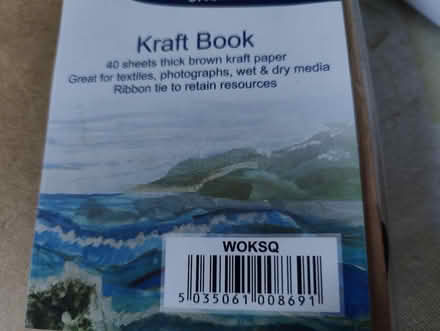 Kraft Book
40 sheets thick brown kraft paper
Great for textiles, photographs, wet & dry media
Ribbon tie to retain resources
WOKSQ
5 035061 008691